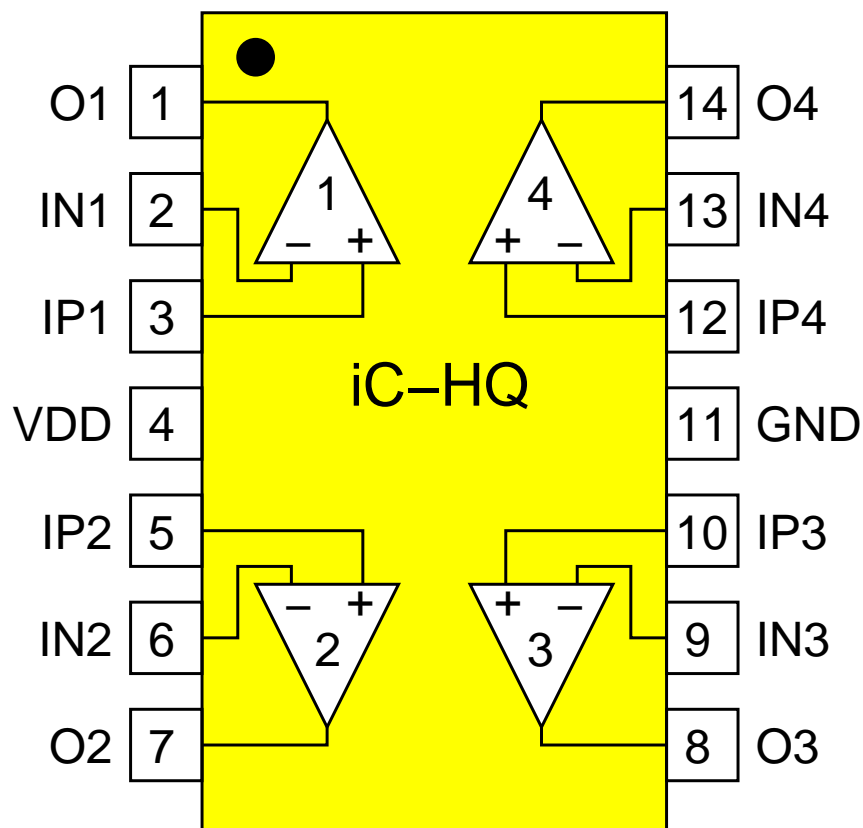 O1 1 14 O4
1 4
IN1 2 13 IN4
− + + −
IP1 3 12 IP4
iC−HQ
VDD 4 11 GND
IP2 5 10 IP3
− + + −
IN2 6 9 IN3
2 3
O2 7 8 O3